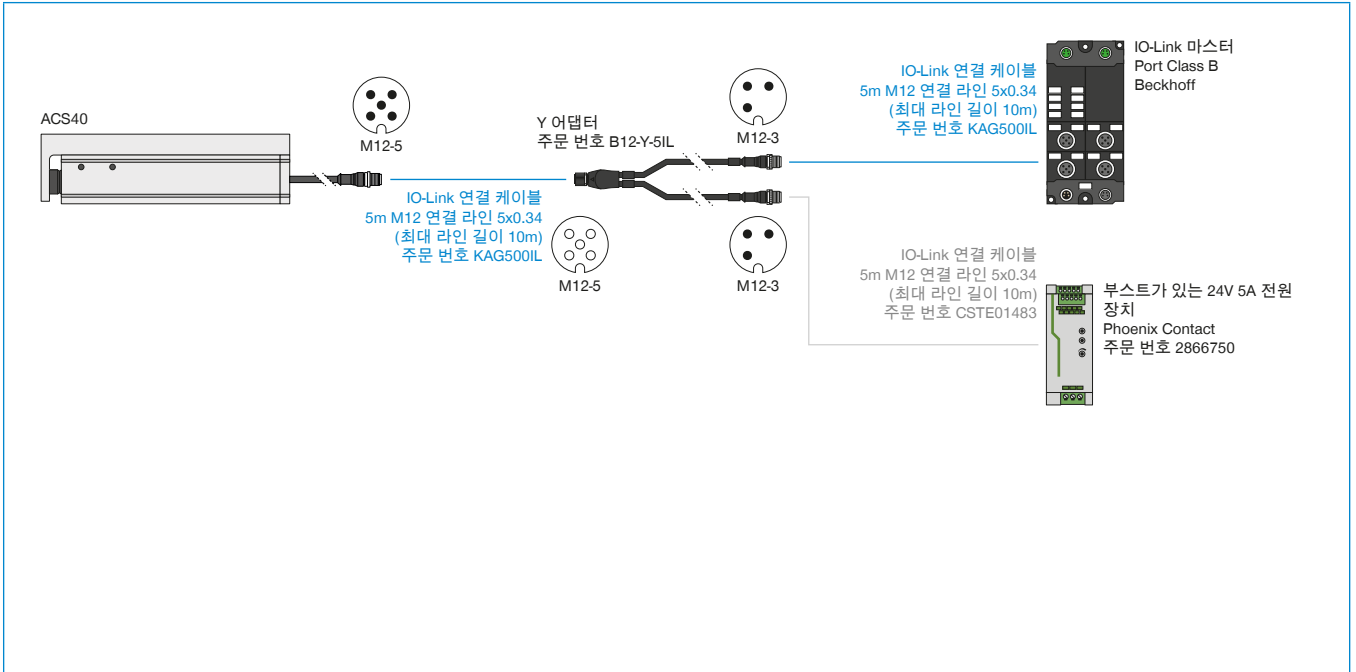 ACS40
M12-5
IO-Link 연결 케이블
5m M12 연결 라인 5x0.34
(최대 라인 길이 10m)
주문 번호 KAG500IL
Y 어댑터
주문 번호 B12-Y-5IL
M12-5
M12-3
M12-3
IO-Link 연결 케이블
5m M12 연결 라인 5x0.34
(최대 라인 길이 10m)
주문 번호 KAG500IL
IO-Link 마스터
Port Class B
Beckhoff
IO-Link 연결 케이블
5m M12 연결 라인 5x0.34
(최대 라인 길이 10m)
주문 번호 CSTE01483
부스트가 있는 24V 5A 전원
장치
Phoenix Contact
주문 번호 2866750